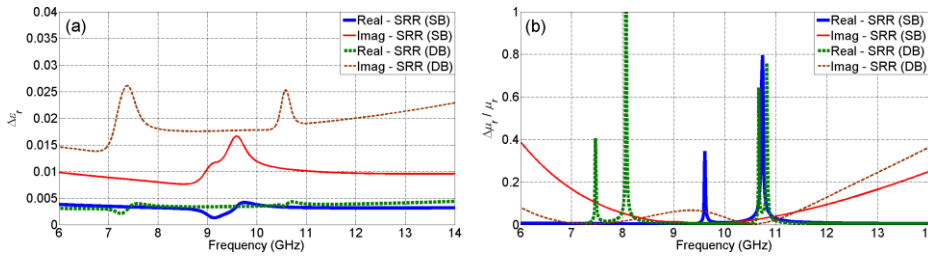 (a)
Real - SRR (SB)
Imag - SRR (SB)
Real - SRR (DB)
Imag - SRR (DB)
0.04
0.035
0.03
0.025
0.02
0.015
0.01
0.005
0
Δεr
6 7 8 9 10 11 12 13 14
Frequency (GHz)
(b)
Real - SRR (SB)
Imag - SRR (SB)
Real - SRR (DB)
Imag - SRR (DB)
1
0.8
0.6
0.4
0.2
0
Δμr / μr
6 7 8 9 10 11 12 13 14
Frequency (GHz)